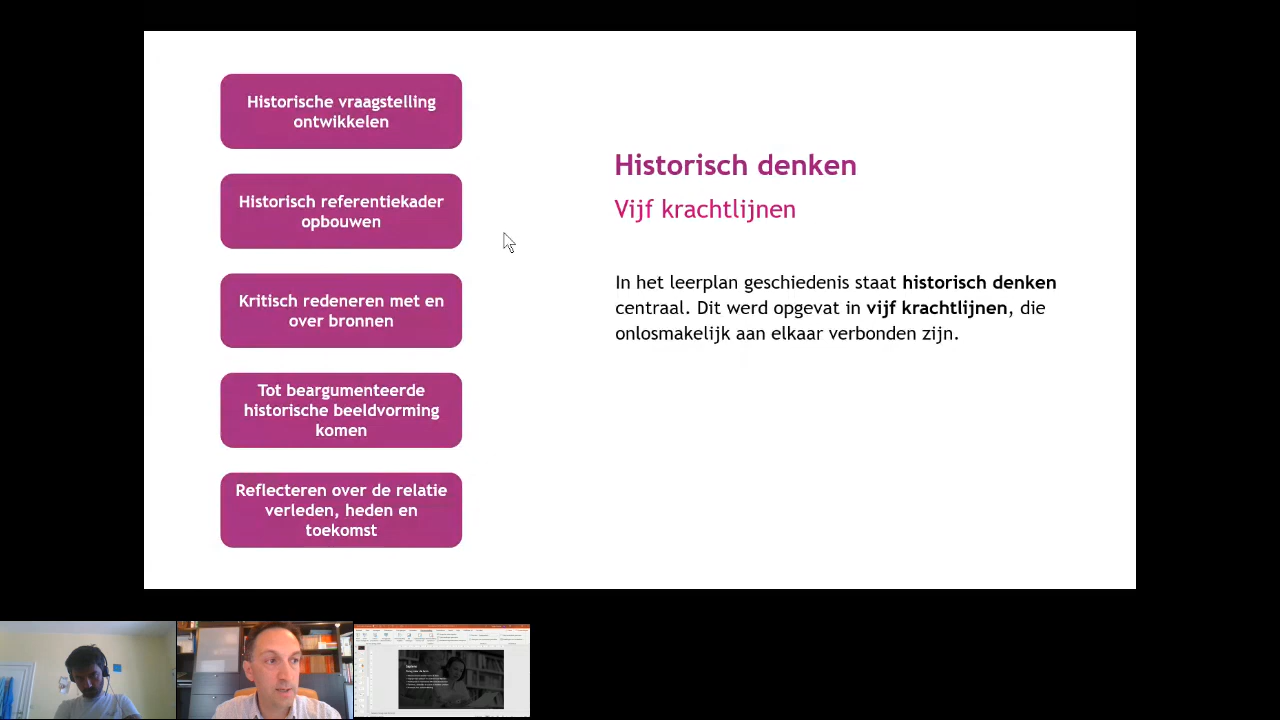 Historische vraagstelling
ontwikkelen
Historisch referentiekader
opbouwen
Kritisch redeneren met en
over bronnen
Tot beargumenteerde
historische beeldvorming
komen
Reflecteren over de relatie
verleden, heden en
toekomst
Historisch denken
Vijf krachtlijnen
In het leerplan geschiedenis staat historisch denken
centraal. Dit werd opgevat in vijf krachtlijnen, die
onlosmakelijk aan elkaar verbonden zijn.